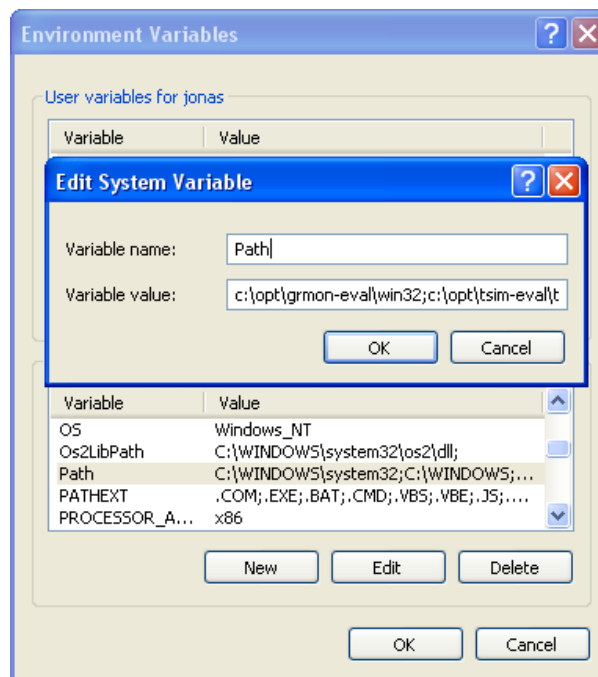 Environment Variables
User variables for jonas
Variable Value
Edit System Variable
Variable name: Path
Variable value: c:\opt\grmon-eval\win32;c:\opt\tsim-eval\t
OK Cancel
Variable Value
OS Windows_NT
Os2LibPath C:\WINDOWS\system32\os2\dll;
Path C:\WINDOWS\system32;C:\WINDOWS;...
PATHEXT .COM;.EXE;.BAT;.CMD;.VBS;.VBE;.JS;....
PROCESSOR_A... x86
New Edit Delete
OK Cancel